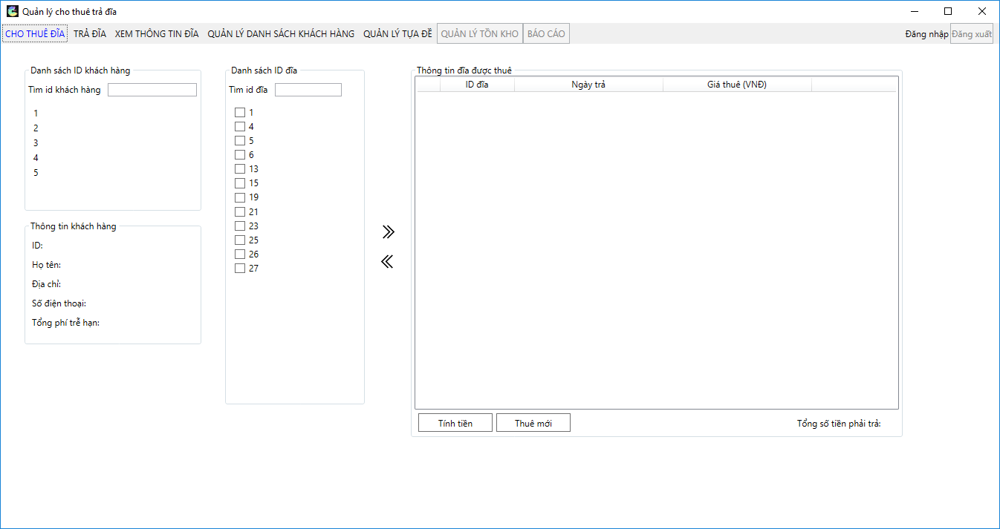 Quản lý cho thuê trả đĩa
CHO THUÊ ĐĨA TRẢ ĐĨA XEM THÔNG TIN ĐĨA QUẢN LÝ DANH SÁCH KHÁCH HÀNG QUẢN LÝ TỰA ĐỀ QUẢN LÝ TỒN KHO BÁO CÁO Đăng nhập Đăng xuất
Danh sách ID khách hàng
Tìm id khách hàng
1
2
3
4
5
Thông tin khách hàng
ID:
Họ tên:
Địa chỉ:
Số điện thoại:
Tổng phí trễ hạn:
Danh sách ID đĩa
Tìm id đĩa
1
4
5
6
13
15
19
21
23
25
26
27
Thông tin đĩa được thuê
ID đĩa Ngày trả Giá thuê (VNĐ)
Tính tiền Thuê mới Tổng số tiền phải trả: